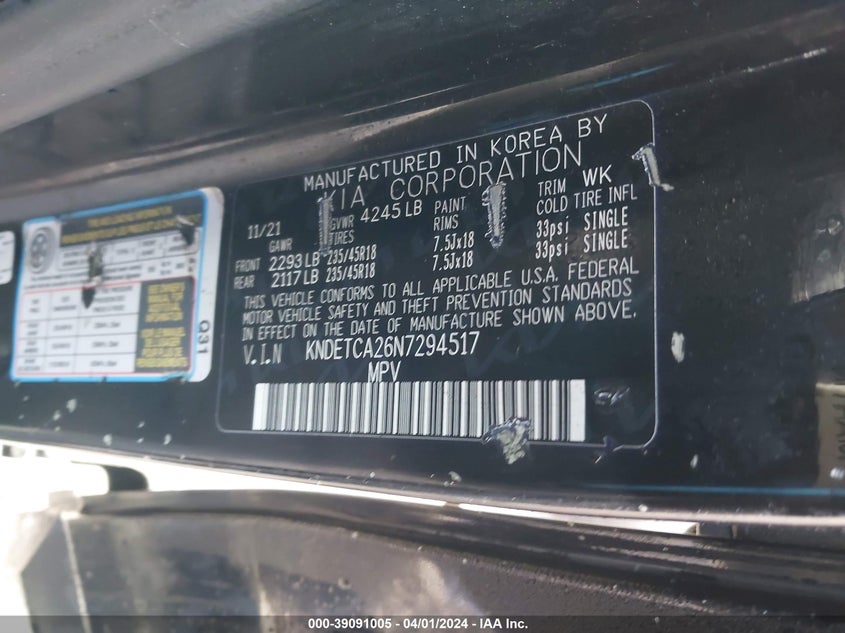 MANUFACTURED IN KOREA BY
KIA CORPORATION
11/21 GVWR 4245 LB PAINT TRIM WK
GAWR TIRES RIMS COLD TIRE INFL
FRONT 2293 LB 235/45R18 7.5Jx18 33psi SINGLE
REAR 2117 LB 235/45R18 7.5Jx18 33psi SINGLE
THIS VEHICLE CONFORMS TO ALL APPLICABLE U.S.A. FEDERAL
MOTOR VEHICLE SAFETY AND THEFT PREVENTION STANDARDS
IN EFFECT ON THE DATE OF MANUFACTURE SHOWN ABOVE.
V.I.N KNDETCA26N7294517
MPV
Q31
000-39091005 / 04/01/2024 - IAA Inc.